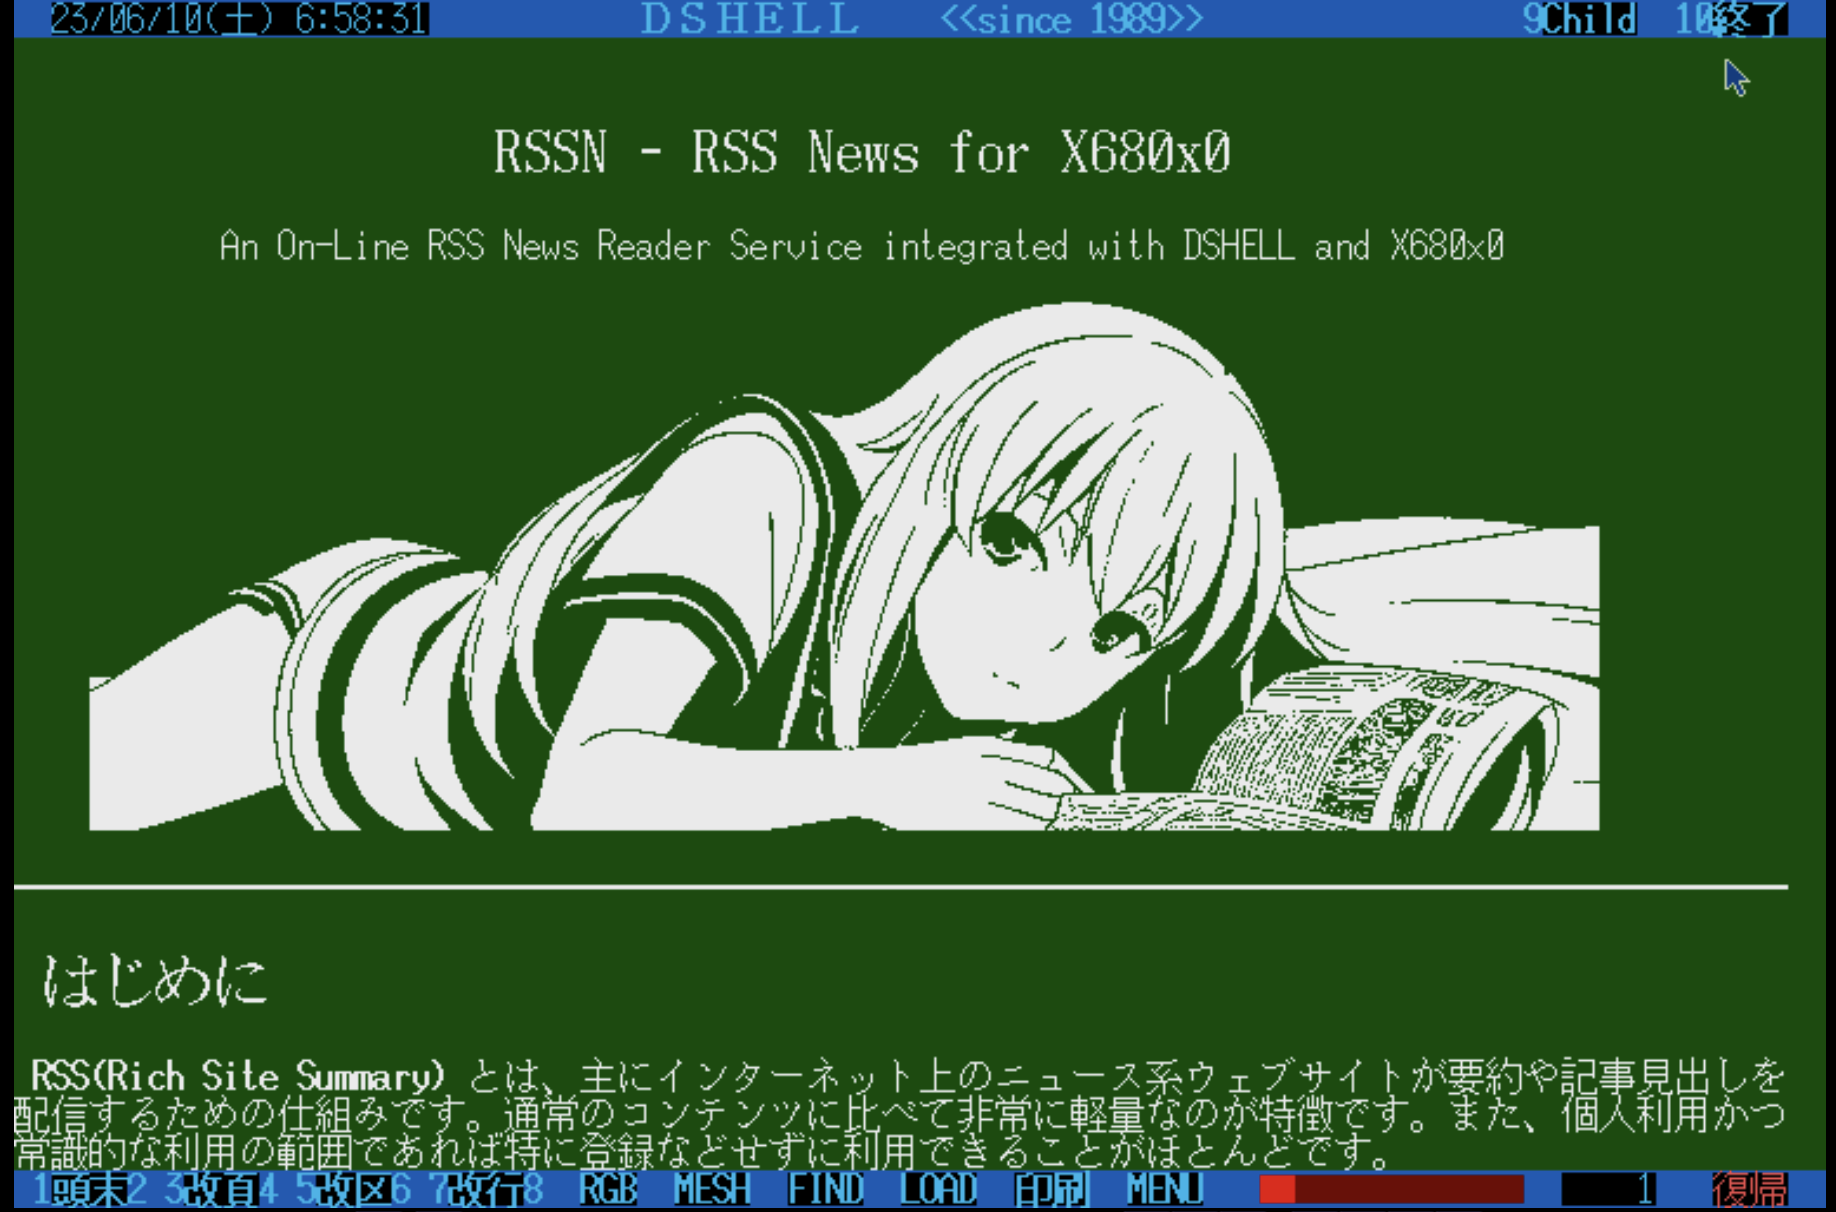 23/06/10(土) 6:58:31 DSHELL <<since 1989>> 9Child 10終了
RSSN - RSS News for X680x0
An On-Line RSS News Reader Service integrated with DSHELL and X680x0
はじめに
RSS(Rich Site Summary) とは、主にインターネット上のニュース系ウェブサイトが要約や記事見出しを
配信するための仕組みです。通常のコンテンツに比べて非常に軽量なのが特徴です。また、個人利用かつ
常識的な利用の範囲であれば特に登録などせずに利用できることがほとんどです。
1頭末2 3改頁4 5改区6 7改行8 RGB MESH FIND LOAD 印刷 MENU 1 復帰